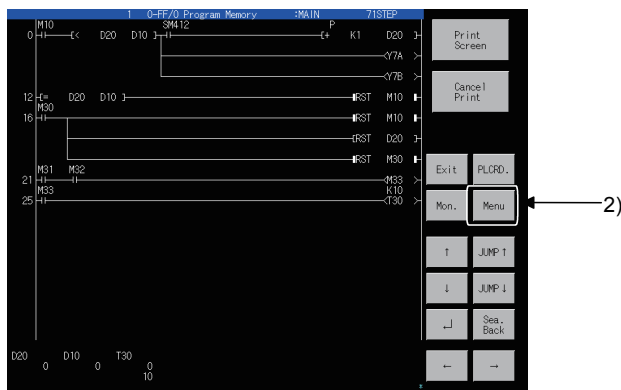 1 0-FF/0 Program Memory :MAIN 71STEP
M10 SM412 P
0 < D20 D10 + K1 D20
Y7A
Y7B
12 = D20 D10 RST M10
M30
16 RST M10
RST D20
RST M30
M31 M32
21 M33
M33 K10
25 T30
D20 D10 T30
0 0 0
10
Print
Screen
Cancel
Print
Exit PLCRD.
Mon. Menu
2)
↑ JUMP↑
↓ JUMP↓
↵ Sea.
Back
← →